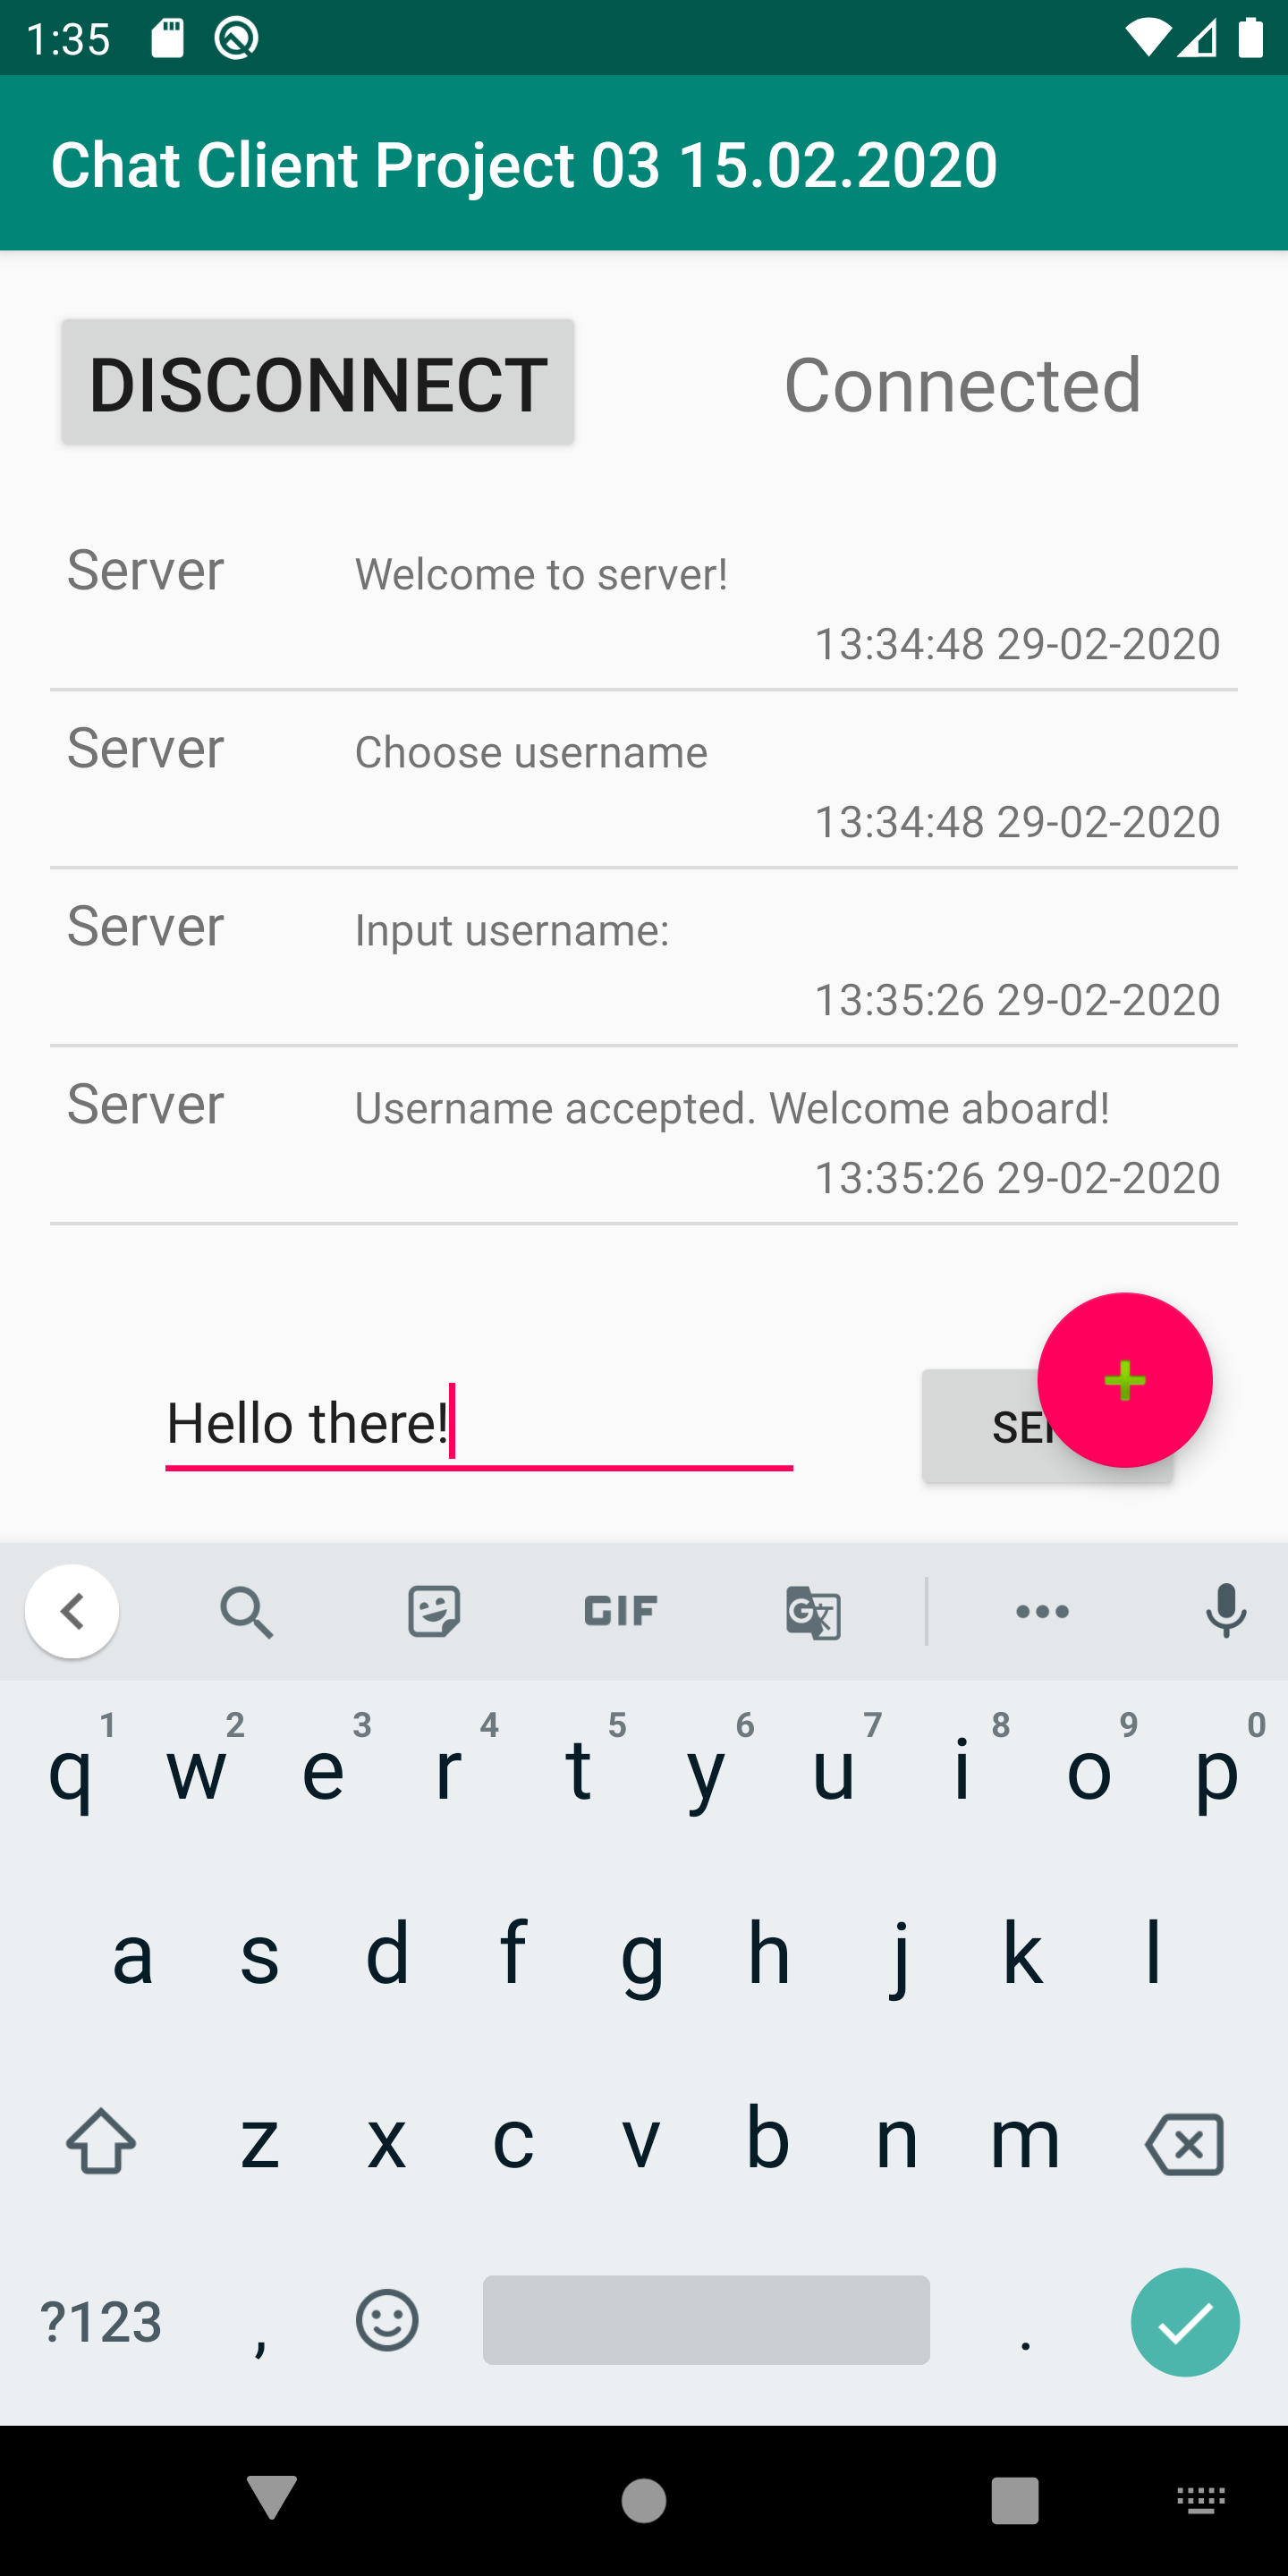 1:35
Chat Client Project 03 15.02.2020
DISCONNECT Connected
Server Welcome to server!
13:34:48 29-02-2020
Server Choose username
13:34:48 29-02-2020
Server Input username:
13:35:26 29-02-2020
Server Username accepted. Welcome aboard!
13:35:26 29-02-2020
Hello there!
GIF G
1 2 3 4 5 6 7 8 9 0
q w e r t y u i o p
a s d f g h j k l
z x c v b n m
?123 , .